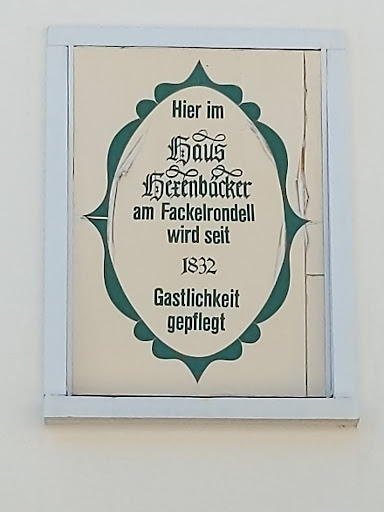 Hier im
Haus
Hexenbäcker
am Fackelrondell
wird seit
1832
Gastlichkeit
gepflegt